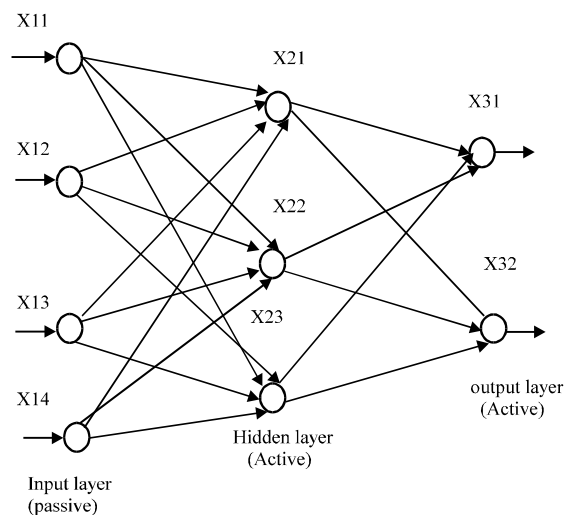 X11
X21
X31
X12
X22
X32
X13
X23
X14
output layer
(Active)
Hidden layer
(Active)
Input layer
(passive)